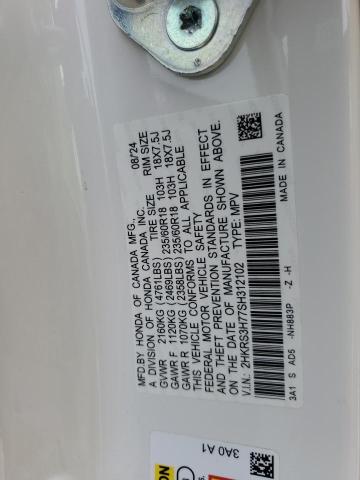 MFD.BY HONDA OF CANADA MFG., 08/24
A DIVISION OF HONDA CANADA INC.
TIRE SIZE RIM SIZE
GVWR 2160KG (4761LBS) 235/60R18 103H 18X7.5J
GAWR F 1120KG (2469LBS) 235/60R18 103H 18X7.5J
GAWR R 1070KG (2358LBS)
THIS VEHICLE CONFORMS TO ALL APPLICABLE
FEDERAL MOTOR VEHICLE SAFETY
AND THEFT PREVENTION STANDARDS IN EFFECT
ON THE DATE OF MANUFACTURE SHOWN ABOVE.
V.I.N.: 2HKRS3H77SH312102 TYPE: MPV
3A1 S AD5 -NH883P -Z -H MADE IN CANADA
3A0 A1